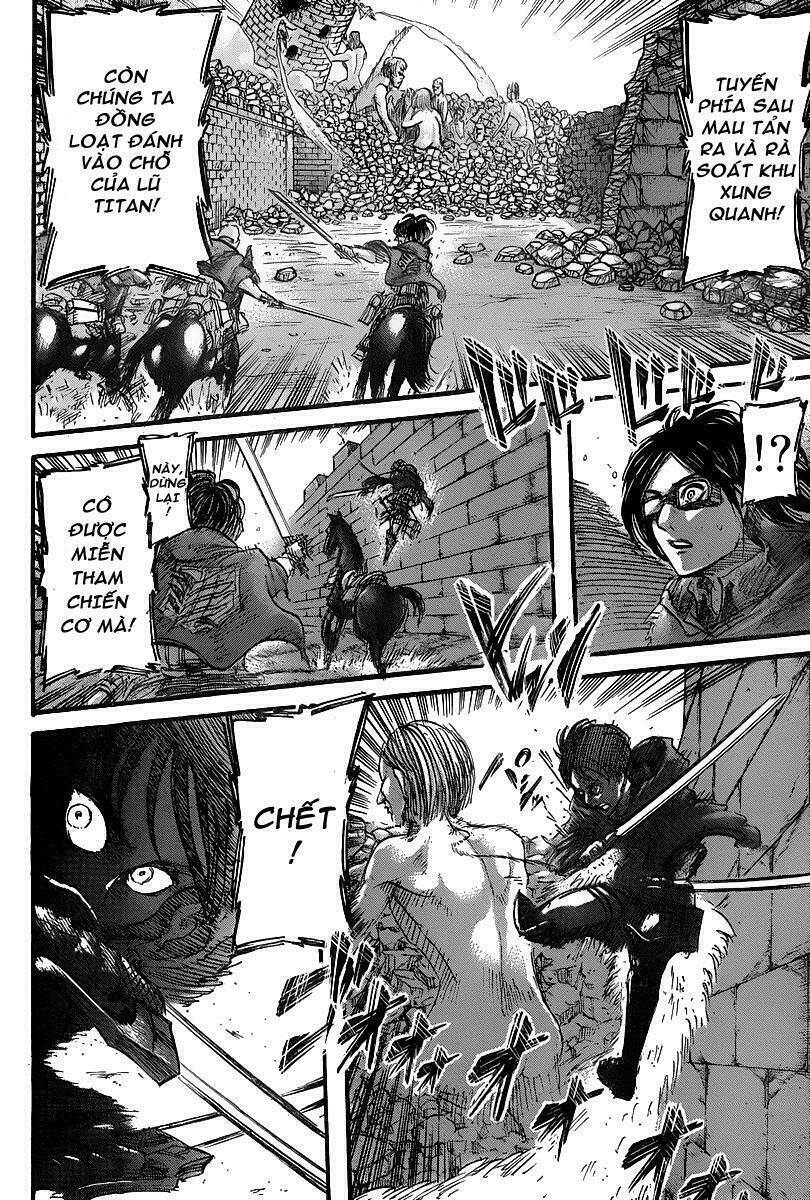 TUYẾN
PHÍA SAU
MAU TẢN
RA VÀ RÀ
SOÁT KHU
XUNG
QUANH!
CÒN
CHÚNG TA
ĐỒNG
LOẠT ĐÁNH
VÀO CHỖ
CỦA LŨ
TITAN!
!?
NÀY,
DỪNG
LẠI
!
CÔ
ĐƯỢC
MIỄN
THAM
CHIẾN
CƠ MÀ!
CHẾT
!